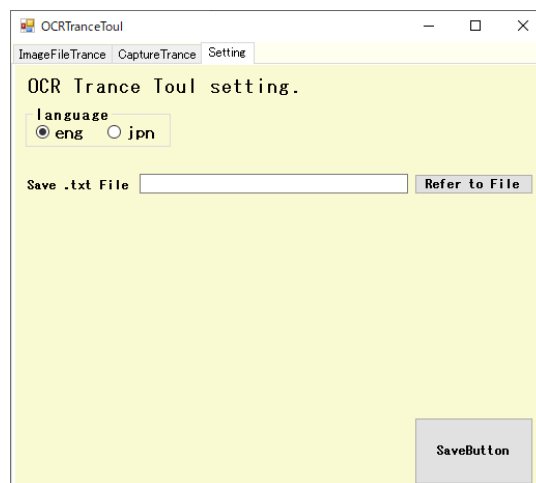 OCRTranceToul
ImageFileTrance CaptureTrance Setting
OCR Trance Toul setting.
language
eng jpn
Save .txt File Refer to File
SaveButton